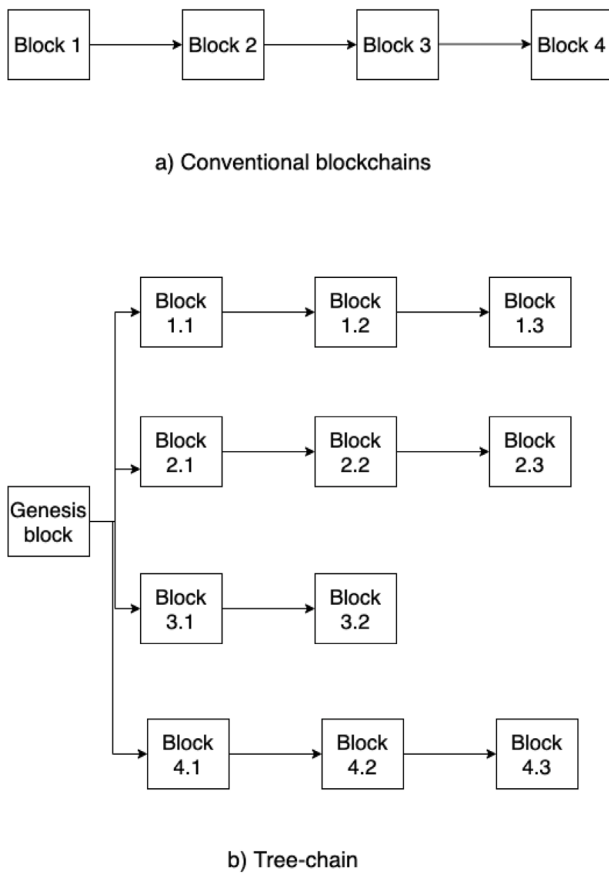 Block 1
Block 2
Block 3
Block 4
a) Conventional blockchains
Block
1.1
Block
1.2
Block
1.3
Block
2.1
Block
2.2
Block
2.3
Genesis
block
Block
3.1
Block
3.2
Block
4.1
Block
4.2
Block
4.3
b) Tree-chain